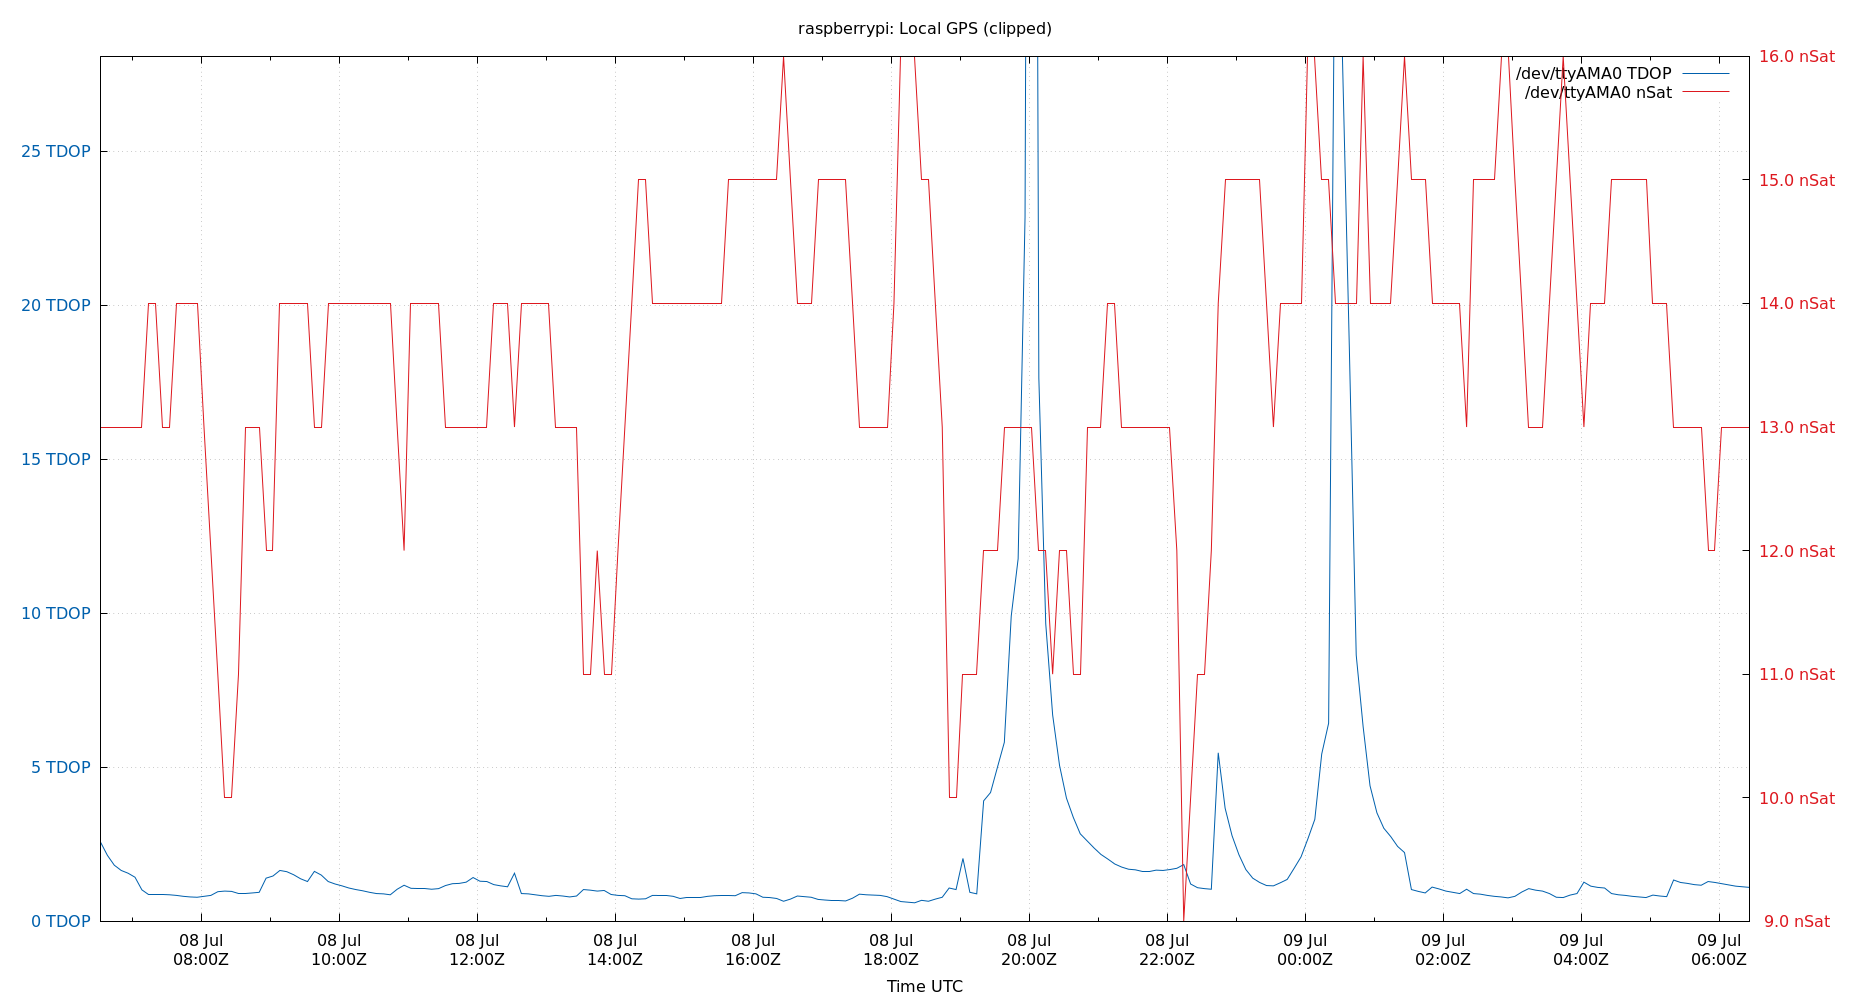 raspberrypi: Local GPS (clipped)
/dev/ttyAMA0 TDOP
/dev/ttyAMA0 nSat
25 TDOP
20 TDOP
15 TDOP
10 TDOP
5 TDOP
0 TDOP
16.0 nSat
15.0 nSat
14.0 nSat
13.0 nSat
12.0 nSat
11.0 nSat
10.0 nSat
9.0 nSat
08 Jul 08 Jul 08 Jul 08 Jul 08 Jul 08 Jul 08 Jul 08 Jul 09 Jul 09 Jul 09 Jul 09 Jul
08:00Z 10:00Z 12:00Z 14:00Z 16:00Z 18:00Z 20:00Z 22:00Z 00:00Z 02:00Z 04:00Z 06:00Z
Time UTC